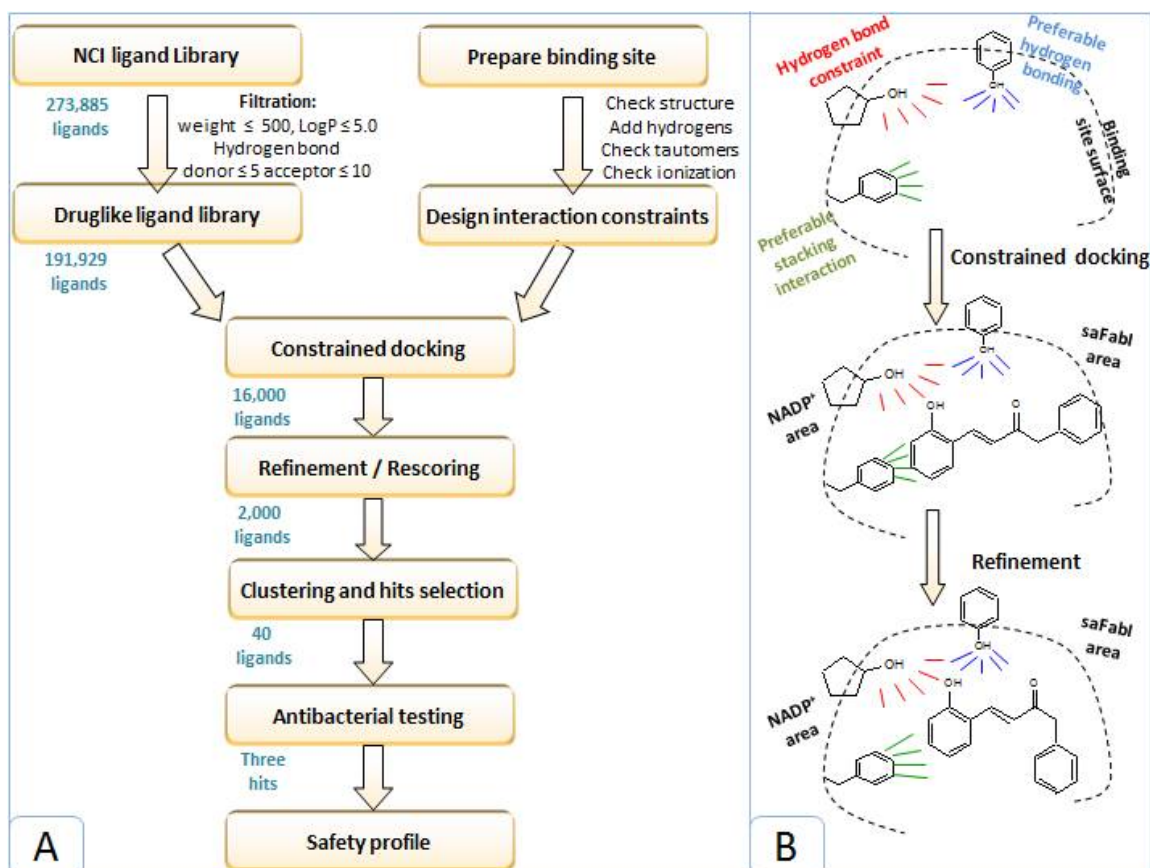 NCI ligand Library
Prepare binding site
273,885
ligands
Filtration:
weight ≤ 500, LogP ≤ 5.0
Hydrogen bond
donor ≤ 5 acceptor ≤ 10
Check structure
Add hydrogens
Check tautomers
Check ionization
Druglike ligand library
Design interaction constraints
191,929
ligands
Constrained docking
16,000
ligands
Refinement / Rescoring
2,000
ligands
Clustering and hits selection
40
ligands
Antibacterial testing
Three
hits
Safety profile
A
Hydrogen bond
constraint
Preferable
hydrogen
bonding
OH
OH
Binding
site surface
Preferable
stacking
interaction
Constrained docking
saFabI
area
OH
OH
NADP⁺
area
OH
O
Refinement
saFabI
area
OH
OH
NADP⁺
area
OH
O
B